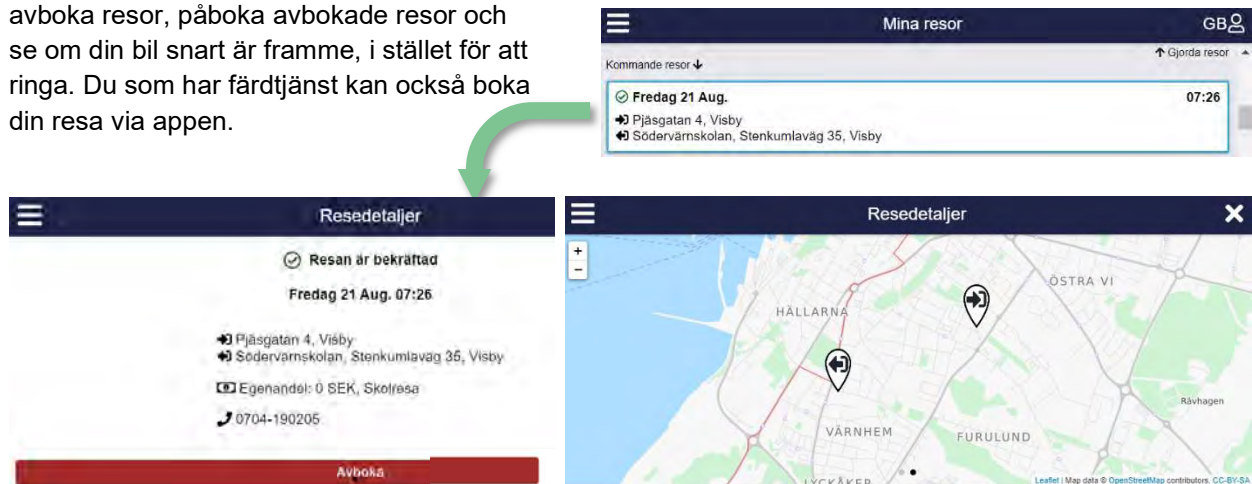 avboka resor, påboka avbokade resor och
se om din bil snart är framme, i stället för att
ringa. Du som har färdtjänst kan också boka
din resa via appen.
Mina resor
GB
Kommande resor
Gjorda resor
Fredag 21 Aug.
07:26
Pjäsgatan 4, Visby
Södervärnskolan, Stenkumlaväg 35, Visby
Resedetaljer
Resan är bekräftad
Fredag 21 Aug. 07:26
Pjäsgatan 4, Visby
Södervärnskolan, Stenkumlaväg 35, Visby
Egenandel: 0 SEK, Skolresa
0704-190205
Avboka
Resedetaljer
+
−
ÖSTRA VI
HÄLLARNA
Rävhagen
VÄRNHEM
FURULUND
LYCKÅKER
Leaflet | Map data © OpenStreetMap contributors, CC-BY-SA